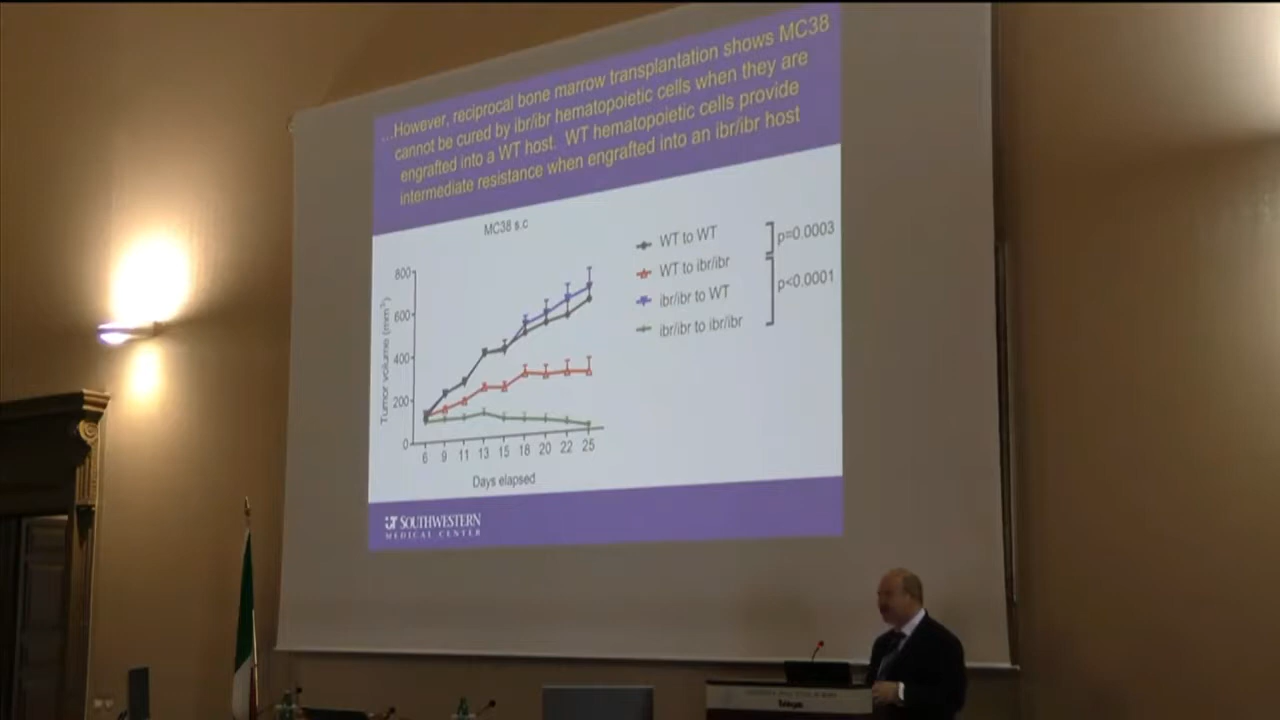 ...However, reciprocal bone marrow transplantation shows MC38
cannot be cured by ibr/ibr hematopoietic cells when they are
engrafted into a WT host. WT hematopoietic cells provide
intermediate resistance when engrafted into an ibr/ibr host
MC38 s.c
Tumor volume (mm³)
800
600
400
200
0
6 9 11 13 15 18 20 22 25
Days elapsed
WT to WT
WT to ibr/ibr
ibr/ibr to WT
ibr/ibr to ibr/ibr
p=0.0003
p<0.0001
UT SOUTHWESTERN
MEDICAL CENTER